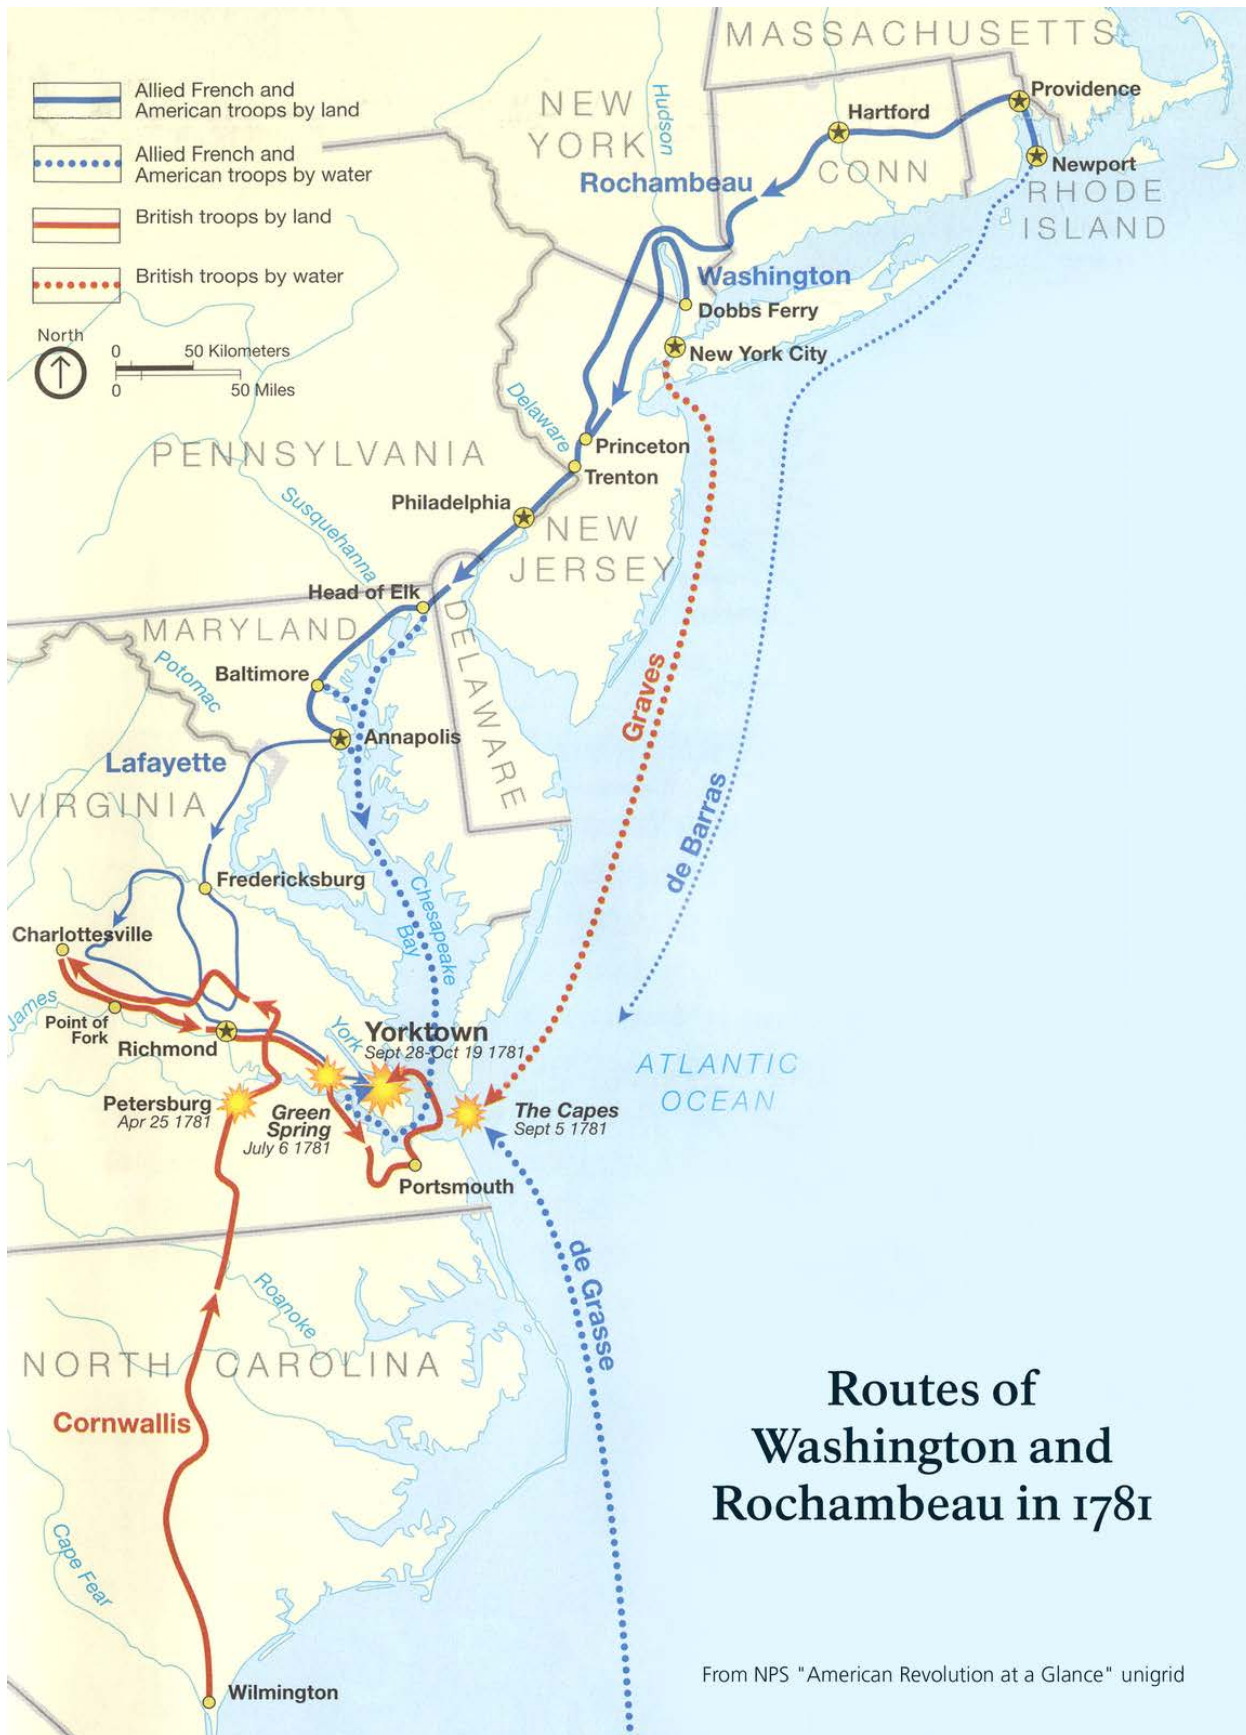 MASSACHUSETTS
Allied French and
American troops by land
Allied French and
American troops by water
British troops by land
British troops by water
North
0 50 Kilometers
0 50 Miles
NEW
YORK
Hudson
Providence
Hartford
CONN
Newport
RHODE
ISLAND
Rochambeau
Washington
Dobbs Ferry
New York City
Delaware
Princeton
Trenton
PENNSYLVANIA
Philadelphia
NEW
JERSEY
Susquehanna
Head of Elk
MARYLAND
DELAWARE
Potomac
Baltimore
Annapolis
Graves
de Barras
Lafayette
VIRGINIA
Fredericksburg
Chesapeake
Bay
Charlottesville
James
Point of
Fork
Richmond
York
Yorktown
Sept 28-Oct 19 1781
ATLANTIC
OCEAN
Petersburg
Apr 25 1781
Green
Spring
July 6 1781
The Capes
Sept 5 1781
Portsmouth
de Grasse
Roanoke
NORTH CAROLINA
Cornwallis
Cape Fear
Wilmington
Routes of
Washington and
Rochambeau in 1781
From NPS "American Revolution at a Glance" unigrid